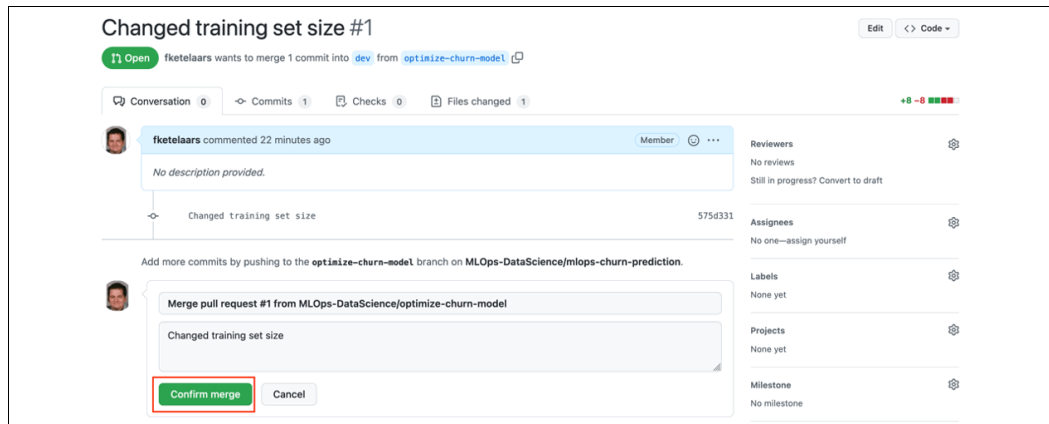 Changed training set size #1
Edit
<> Code
Open
fketelaars wants to merge 1 commit into dev from optimize-churn-model
Conversation 0
Commits 1
Checks 0
Files changed 1
+8 −8
fketelaars commented 22 minutes ago
Member
No description provided.
Changed training set size
575d331
Add more commits by pushing to the optimize-churn-model branch on MLOps-DataScience/mlops-churn-prediction.
Merge pull request #1 from MLOps-DataScience/optimize-churn-model
Changed training set size
Confirm merge
Cancel
Reviewers
No reviews
Still in progress? Convert to draft
Assignees
No one—assign yourself
Labels
None yet
Projects
None yet
Milestone
No milestone